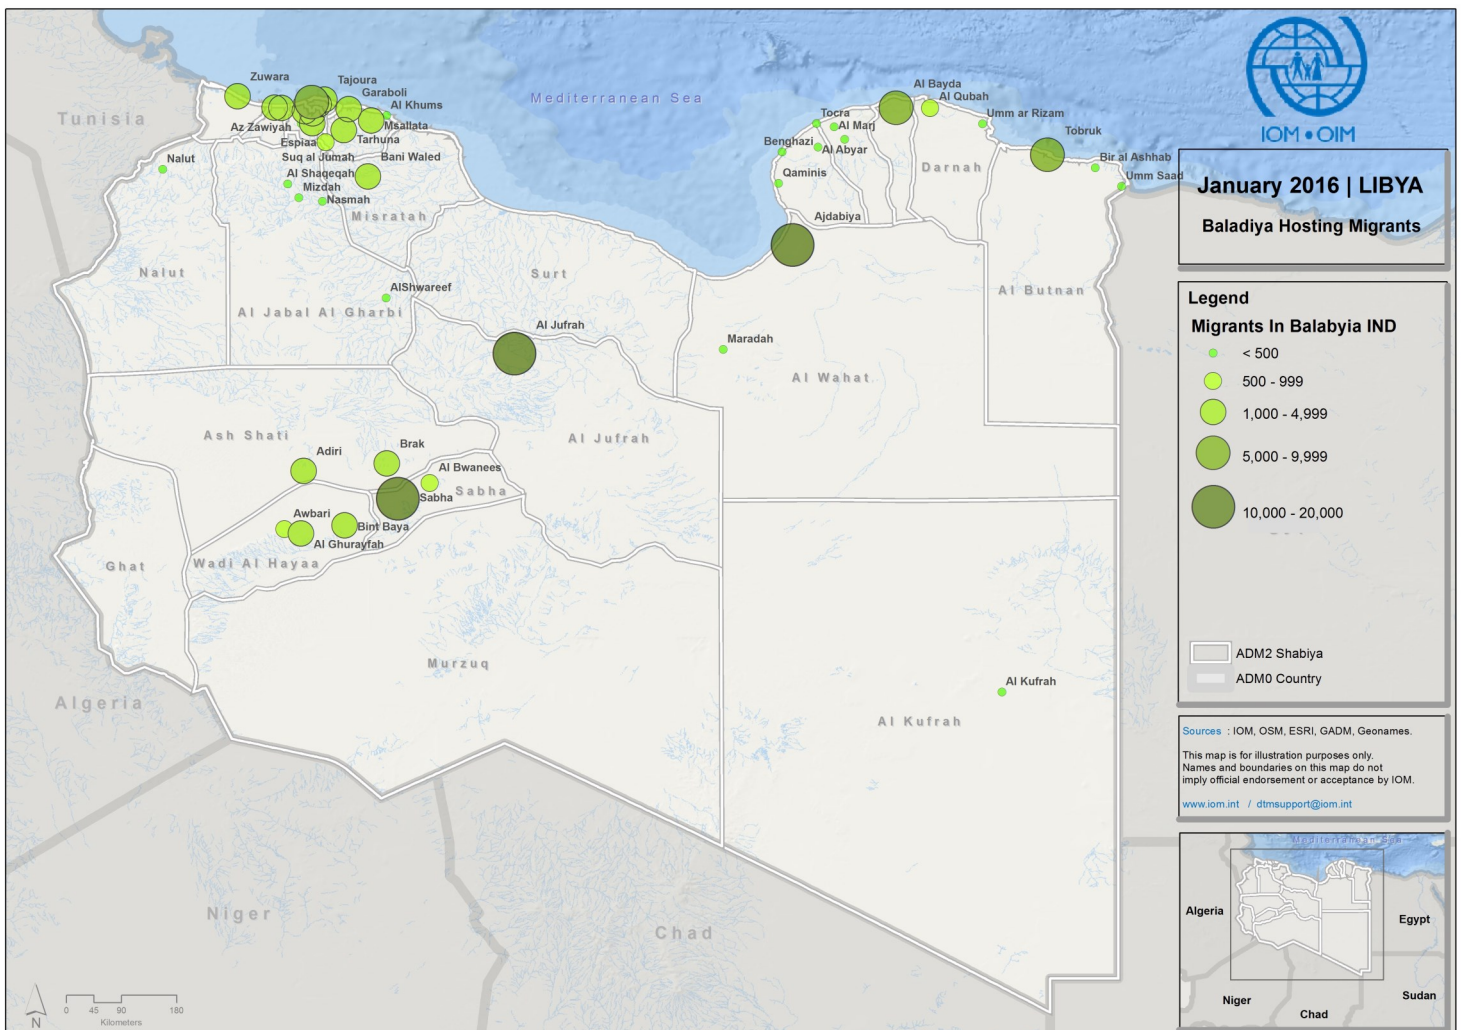 IOM • OIM
January 2016 | LIBYA
Baladiya Hosting Migrants
Legend
Migrants In Balabyia IND
< 500
500 - 999
1,000 - 4,999
5,000 - 9,999
10,000 - 20,000
ADM2 Shabiya
ADM0 Country
Sources : IOM, OSM, ESRI, GADM, Geonames.
This map is for illustration purposes only.
Names and boundaries on this map do not
imply official endorsement or acceptance by IOM.
www.iom.int / dtmsupport@iom.int
Mediterranean Sea
Algeria
Egypt
Niger
Chad
Sudan
Mediterranean Sea
Tunisia
Zuwara
Tajoura
Garaboli
Al Khums
Az Zawiyah
Msallata
Espiaa
Tarhuna
Suq al Jumah
Bani Waled
Nalut
Al Shaqeqah
Mizdah
Nasmah
Misratah
Al Bayda
Al Qubah
Tocra
Al Marj
Umm ar Rizam
Benghazi
Al Abyar
Tobruk
Darnah
Bir al Ashhab
Qaminis
Umm Saad
Ajdabiya
Nalut
Surt
AlShwareef
Al Butnan
Al Jabal Al Gharbi
Al Jufrah
Maradah
Al Wahat
Ash Shati
Al Jufrah
Brak
Adiri
Al Bwanees
Sabha
Sabha
Awbari
Bint Baya
Al Ghurayfah
Ghat
Wadi Al Hayaa
Murzuq
Al Kufrah
Al Kufrah
Algeria
Niger
Chad
N
0 45 90 180
Kilometers